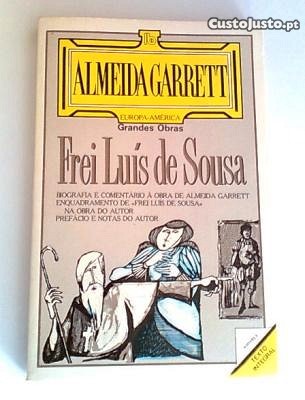 CustoJusto.pt
ALMEIDA GARRETT
EUROPA-AMÉRICA
Grandes Obras
Frei Luís de Sousa
BIOGRAFIA E COMENTÁRIO À OBRA DE ALMEIDA GARRETT
ENQUADRAMENTO DE «FREI LUÍS DE SOUSA»
NA OBRA DO AUTOR
PREFÁCIO E NOTAS DO AUTOR
TEXTO
INTEGRAL